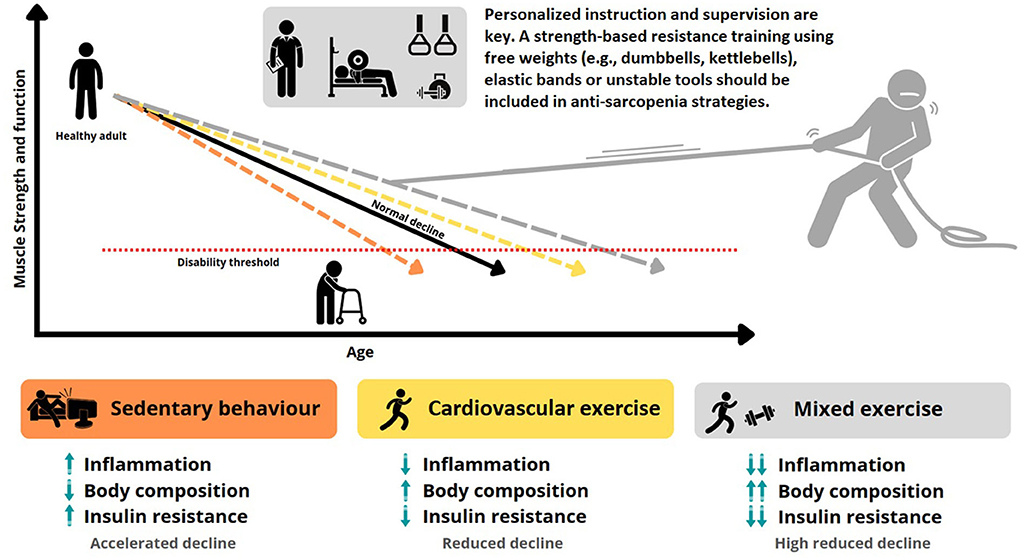 Personalized instruction and supervision are
key. A strength-based resistance training using
free weights (e.g., dumbbells, kettlebells),
elastic bands or unstable tools should be
included in anti-sarcopenia strategies.
Muscle Strength and function
Healthy adult
Normal decline
Disability threshold
Age
Sedentary behaviour
Inflammation
Body composition
Insulin resistance
Accelerated decline
Cardiovascular exercise
Inflammation
Body composition
Insulin resistance
Reduced decline
Mixed exercise
Inflammation
Body composition
Insulin resistance
High reduced decline